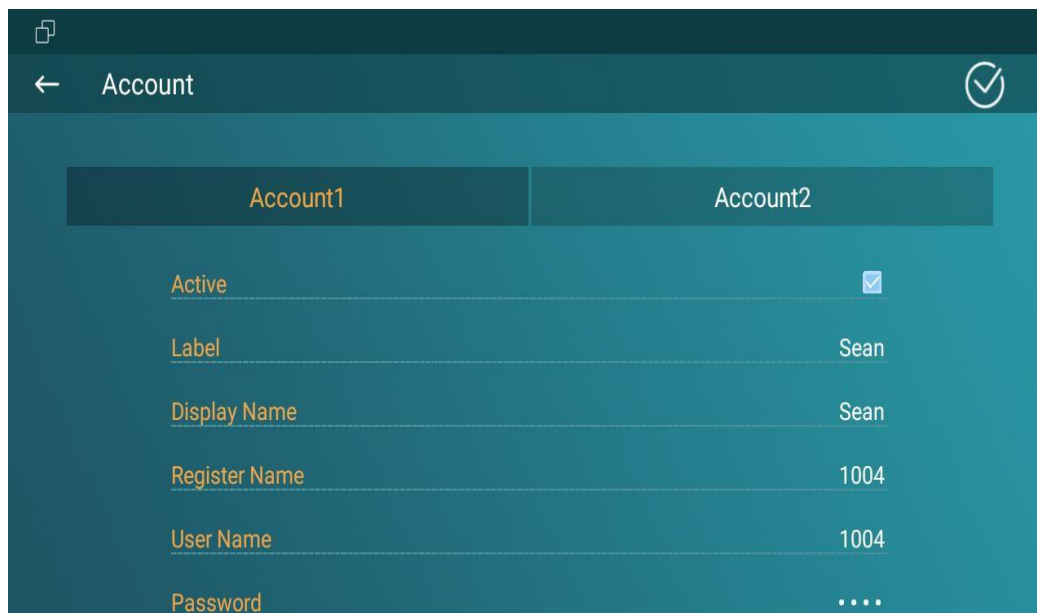 Account
Account1 Account2
Active
Label Sean
Display Name Sean
Register Name 1004
User Name 1004
Password ••••